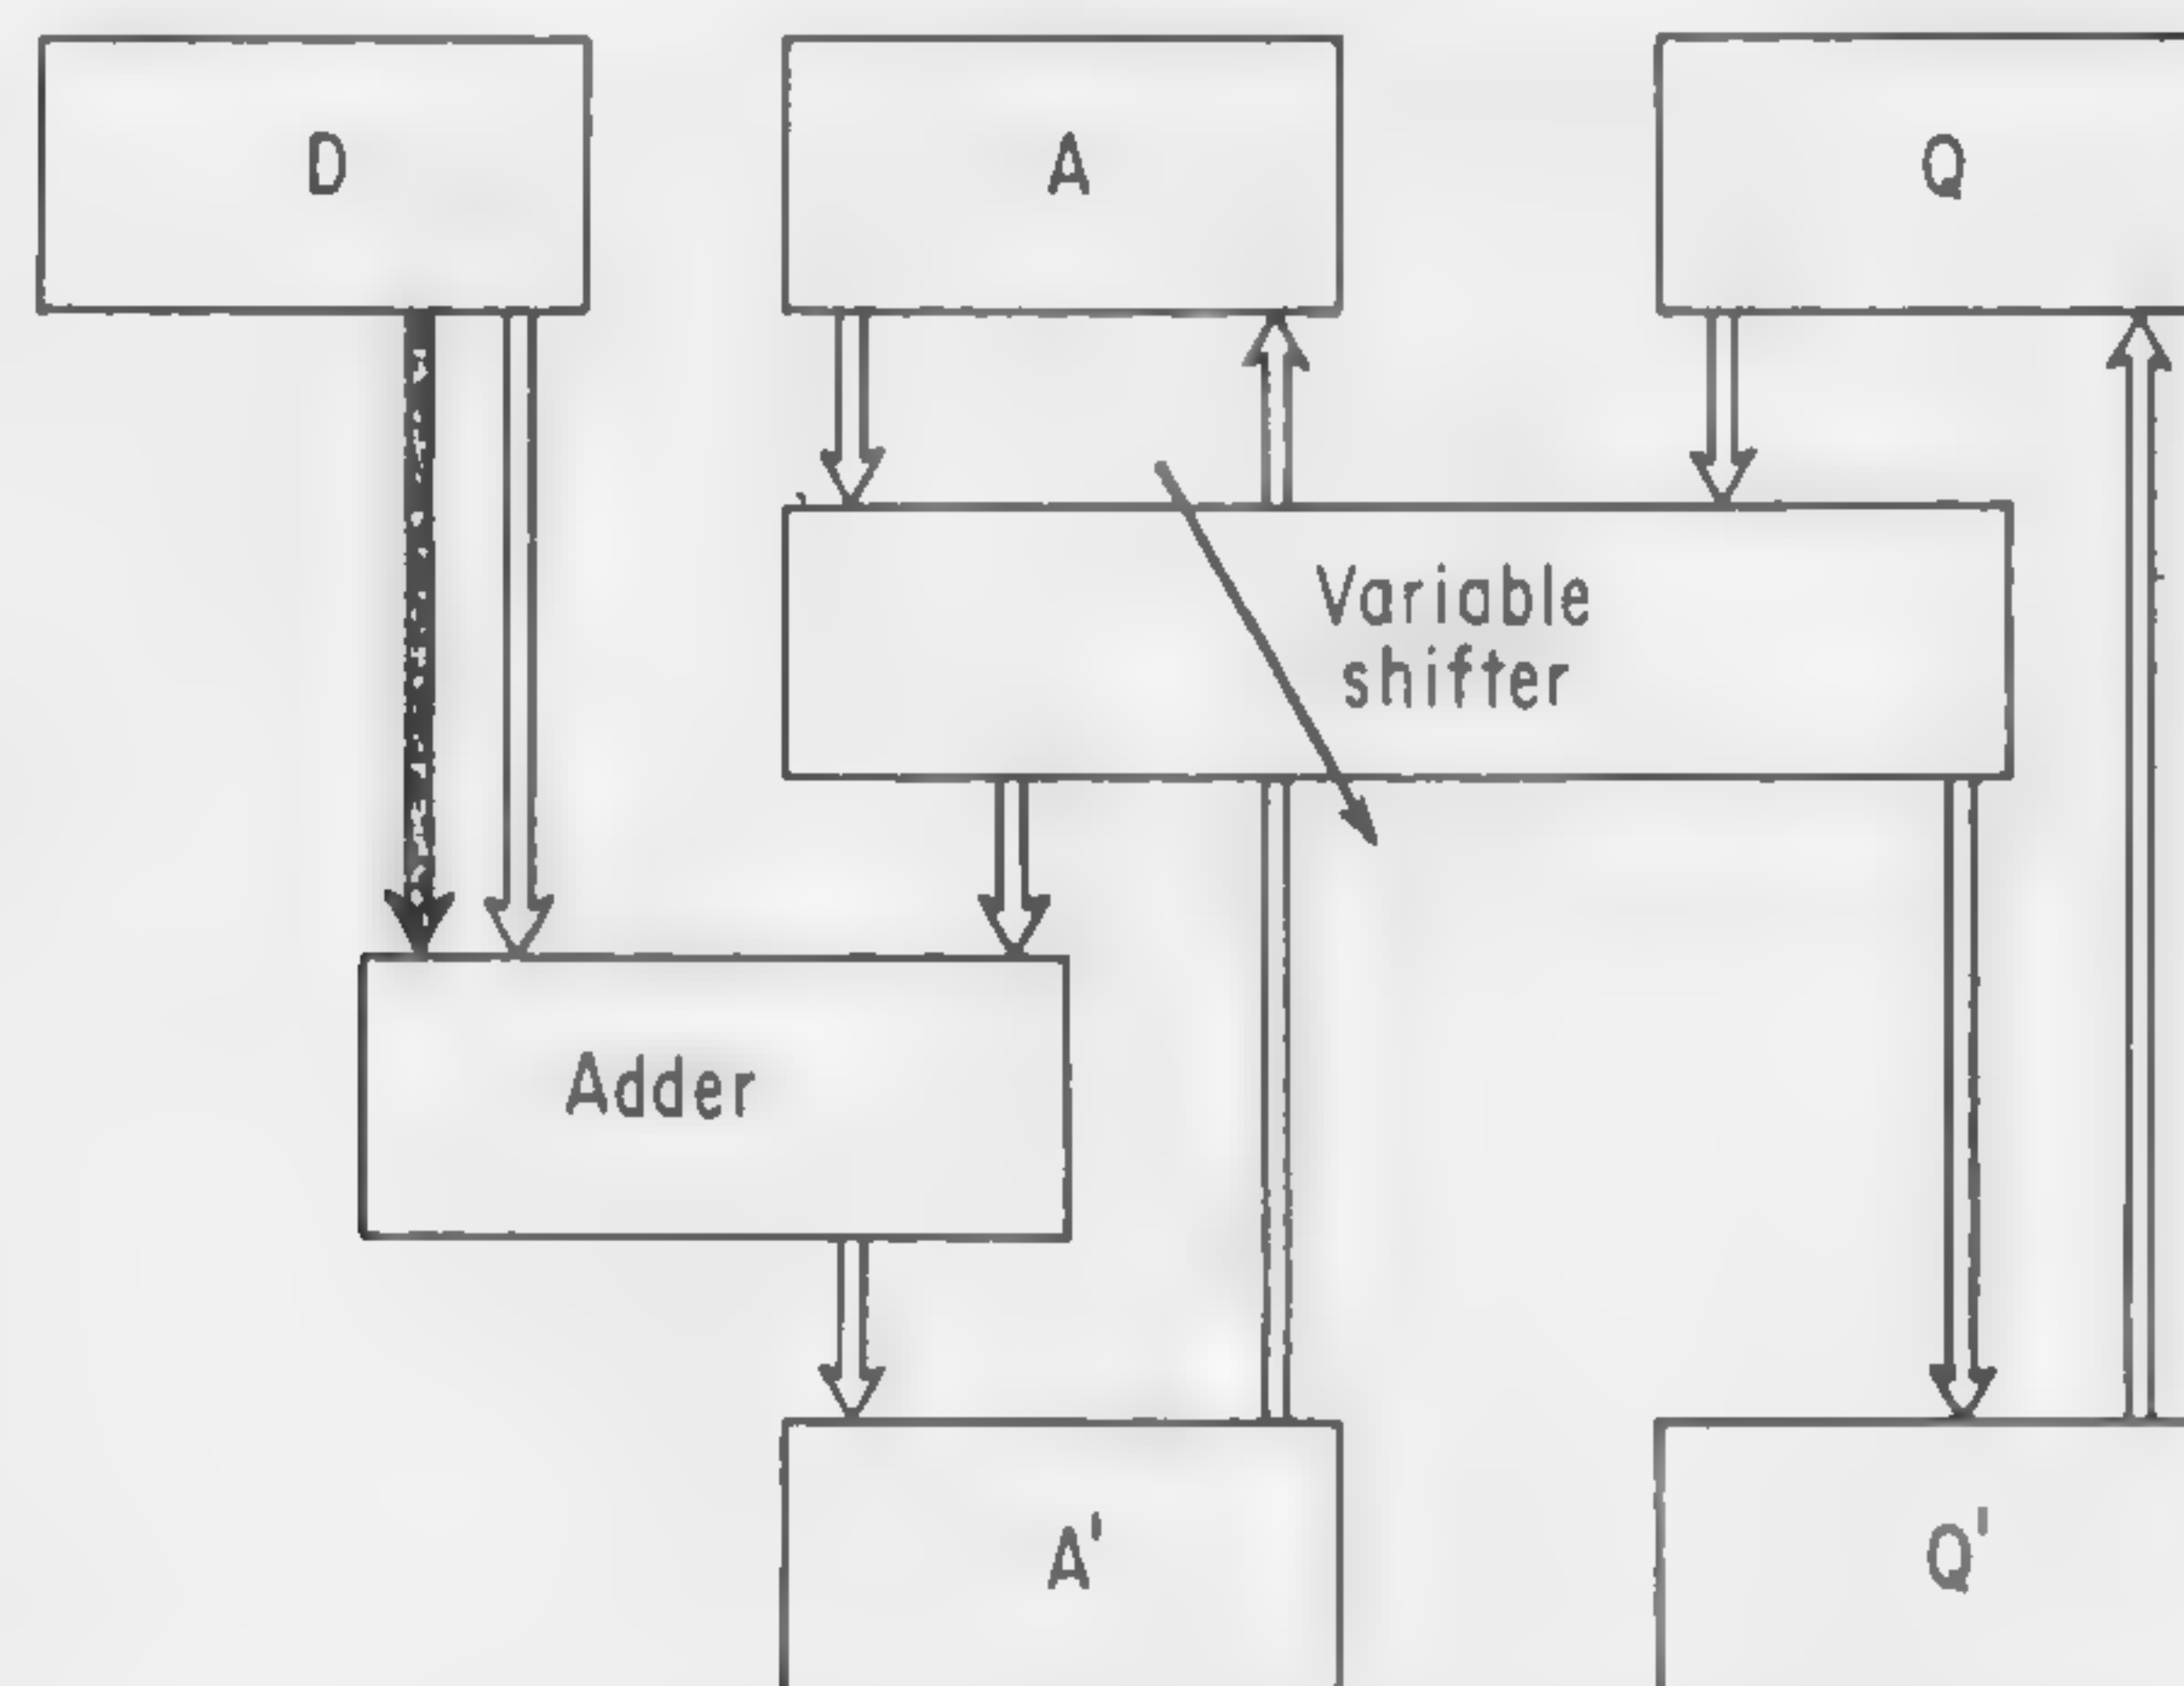 D
A
Q
Variable
shifter
Adder
A'
Q'